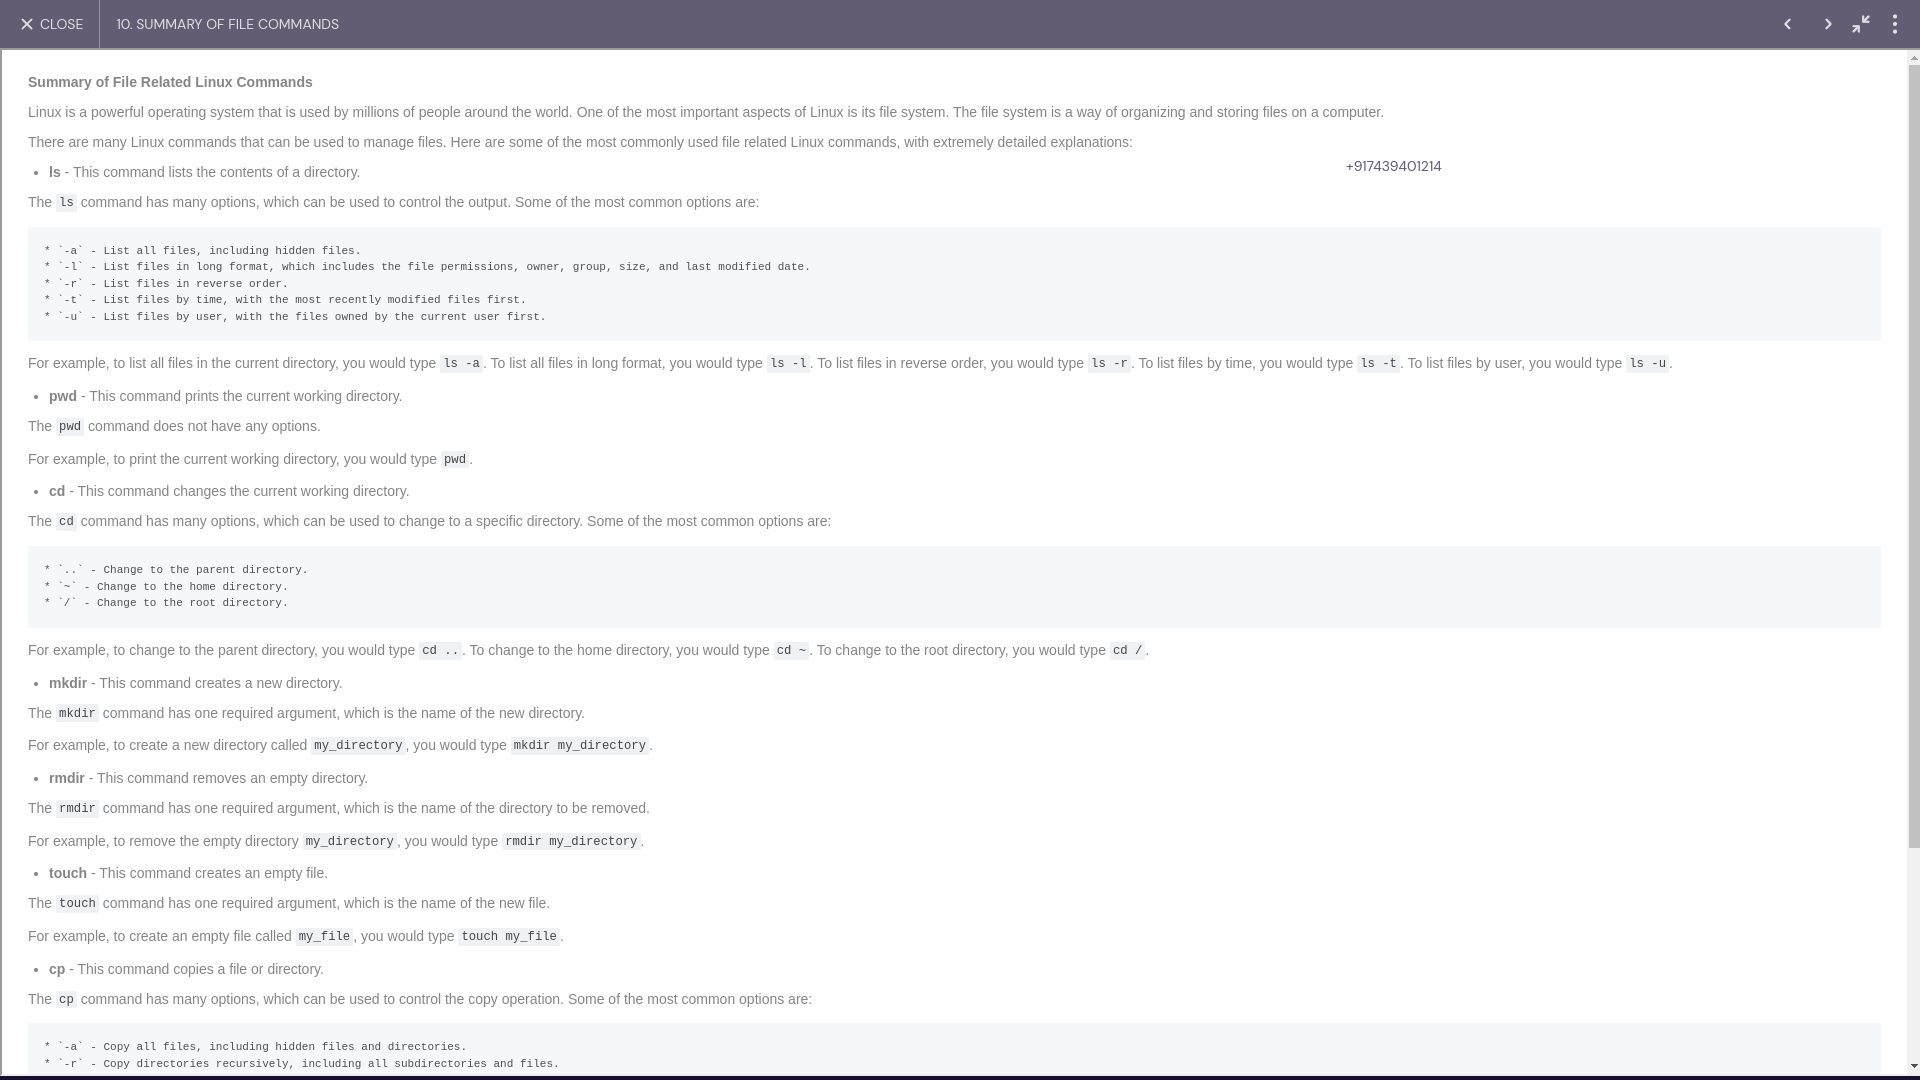 CLOSE
10. SUMMARY OF FILE COMMANDS
Summary of File Related Linux Commands
Linux is a powerful operating system that is used by millions of people around the world. One of the most important aspects of Linux is its file system. The file system is a way of organizing and storing files on a computer.
There are many Linux commands that can be used to manage files. Here are some of the most commonly used file related Linux commands, with extremely detailed explanations:
+917439401214
• ls - This command lists the contents of a directory.
The ls command has many options, which can be used to control the output. Some of the most common options are:
* `-a` - List all files, including hidden files.
* `-l` - List files in long format, which includes the file permissions, owner, group, size, and last modified date.
* `-r` - List files in reverse order.
* `-t` - List files by time, with the most recently modified files first.
* `-u` - List files by user, with the files owned by the current user first.
For example, to list all files in the current directory, you would type ls -a. To list all files in long format, you would type ls -l. To list files in reverse order, you would type ls -r. To list files by time, you would type ls -t. To list files by user, you would type ls -u.
• pwd - This command prints the current working directory.
The pwd command does not have any options.
For example, to print the current working directory, you would type pwd.
• cd - This command changes the current working directory.
The cd command has many options, which can be used to change to a specific directory. Some of the most common options are:
* `..` - Change to the parent directory.
* `~` - Change to the home directory.
* `/` - Change to the root directory.
For example, to change to the parent directory, you would type cd ... To change to the home directory, you would type cd ~. To change to the root directory, you would type cd /.
• mkdir - This command creates a new directory.
The mkdir command has one required argument, which is the name of the new directory.
For example, to create a new directory called my_directory, you would type mkdir my_directory.
• rmdir - This command removes an empty directory.
The rmdir command has one required argument, which is the name of the directory to be removed.
For example, to remove the empty directory my_directory, you would type rmdir my_directory.
• touch - This command creates an empty file.
The touch command has one required argument, which is the name of the new file.
For example, to create an empty file called my_file, you would type touch my_file.
• cp - This command copies a file or directory.
The cp command has many options, which can be used to control the copy operation. Some of the most common options are:
* `-a` - Copy all files, including hidden files and directories.
* `-r` - Copy directories recursively, including all subdirectories and files.